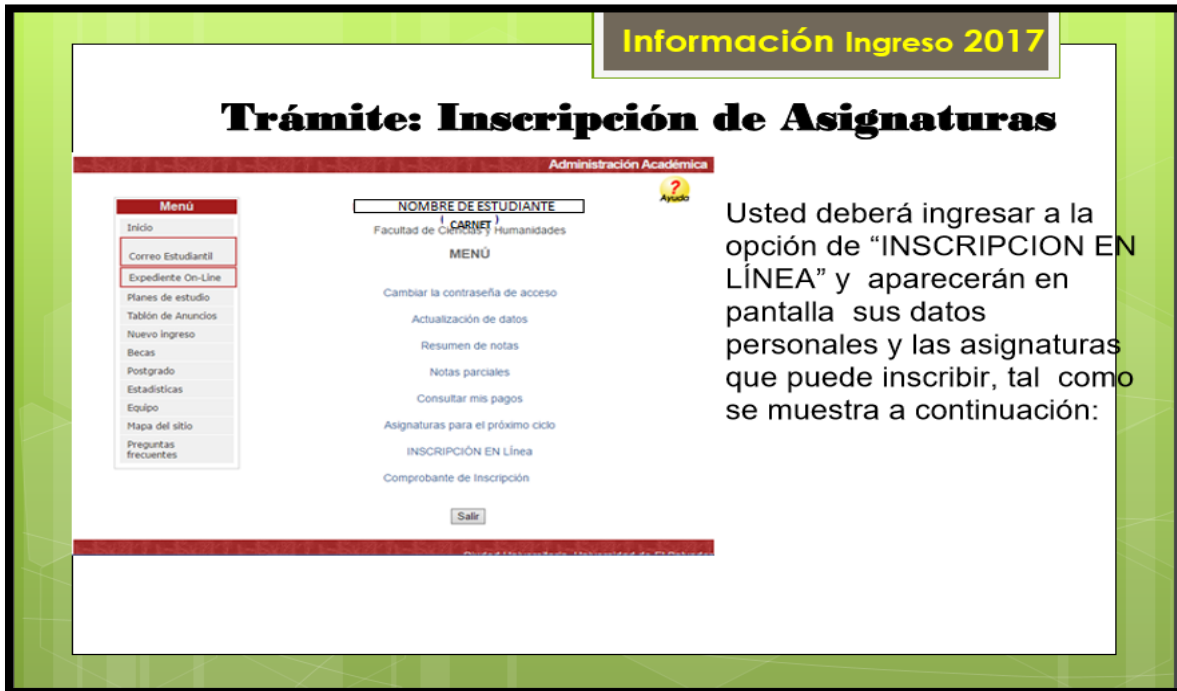 Información Ingreso 2017
Trámite: Inscripción de Asignaturas
Administración Académica
?
Ayuda
Menú
Inicio
Correo Estudiantil
Expediente On-Line
Planes de estudio
Tablón de Anuncios
Nuevo ingreso
Becas
Postgrado
Estadísticas
Equipo
Mapa del sitio
Preguntas
frecuentes
NOMBRE DE ESTUDIANTE
( CARNET )
Facultad de Ciencias y Humanidades
MENÚ
Cambiar la contraseña de acceso
Actualización de datos
Resumen de notas
Notas parciales
Consultar mis pagos
Asignaturas para el próximo ciclo
INSCRIPCIÓN EN Línea
Comprobante de Inscripción
Salir
Usted deberá ingresar a la
opción de “INSCRIPCION EN
LÍNEA” y aparecerán en
pantalla sus datos
personales y las asignaturas
que puede inscribir, tal como
se muestra a continuación: